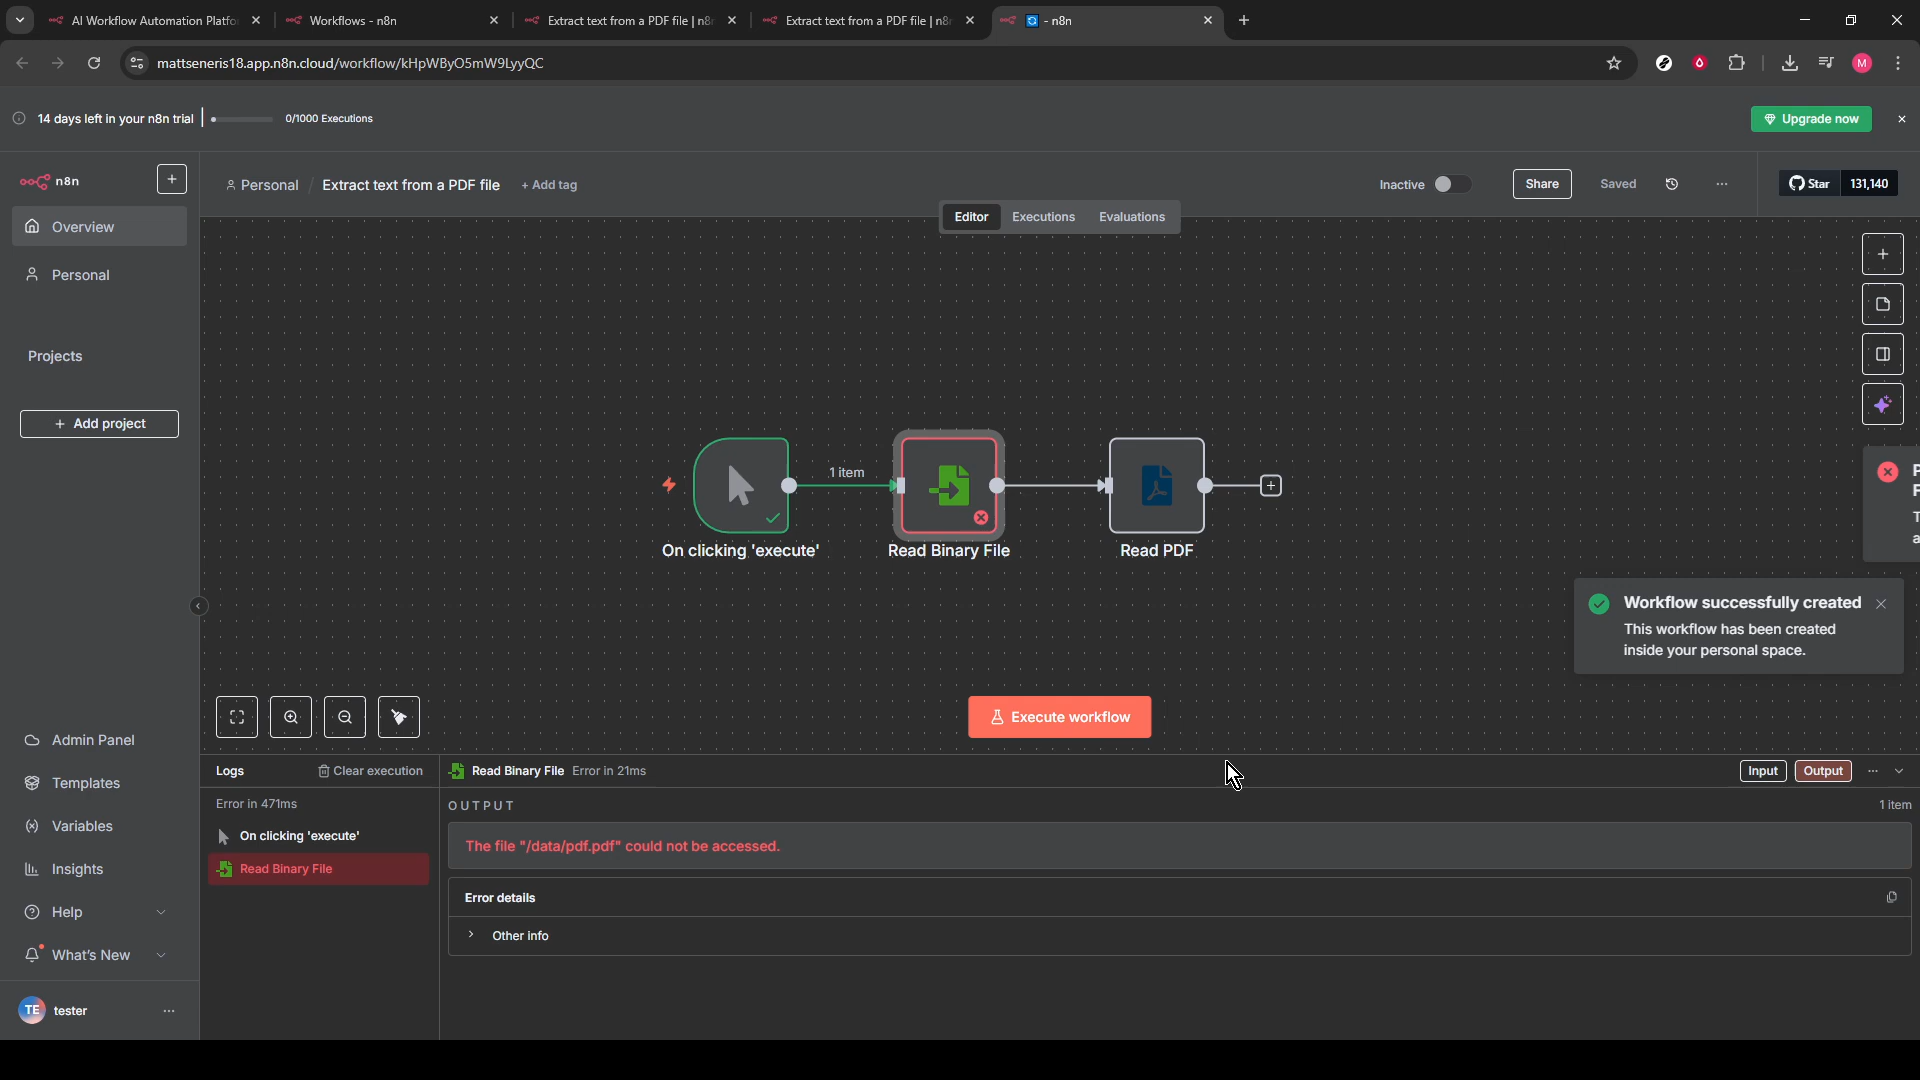 AI Workflow Automation Platfo
Workflows - n8n
Extract text from a PDF file | n8n
Extract text from a PDF file | n8n
- n8n
mattseneris18.app.n8n.cloud/workflow/kHpWByO5mW9LyyQC
M
14 days left in your n8n trial
0/1000 Executions
Upgrade now
n8n
Personal / Extract text from a PDF file + Add tag
Inactive
Share
Saved
Star 131,140
Editor Executions Evaluations
Overview
Personal
Projects
+ Add project
1 item
On clicking 'execute'
Read Binary File
Read PDF
Workflow successfully created
This workflow has been created
inside your personal space.
Execute workflow
Admin Panel
Templates
Variables
Insights
Help
What's New
TE tester
Logs
Clear execution
Error in 471ms
On clicking 'execute'
Read Binary File
Read Binary File Error in 21ms
Input
Output
OUTPUT
1 item
The file "/data/pdf.pdf" could not be accessed.
Error details
Other info